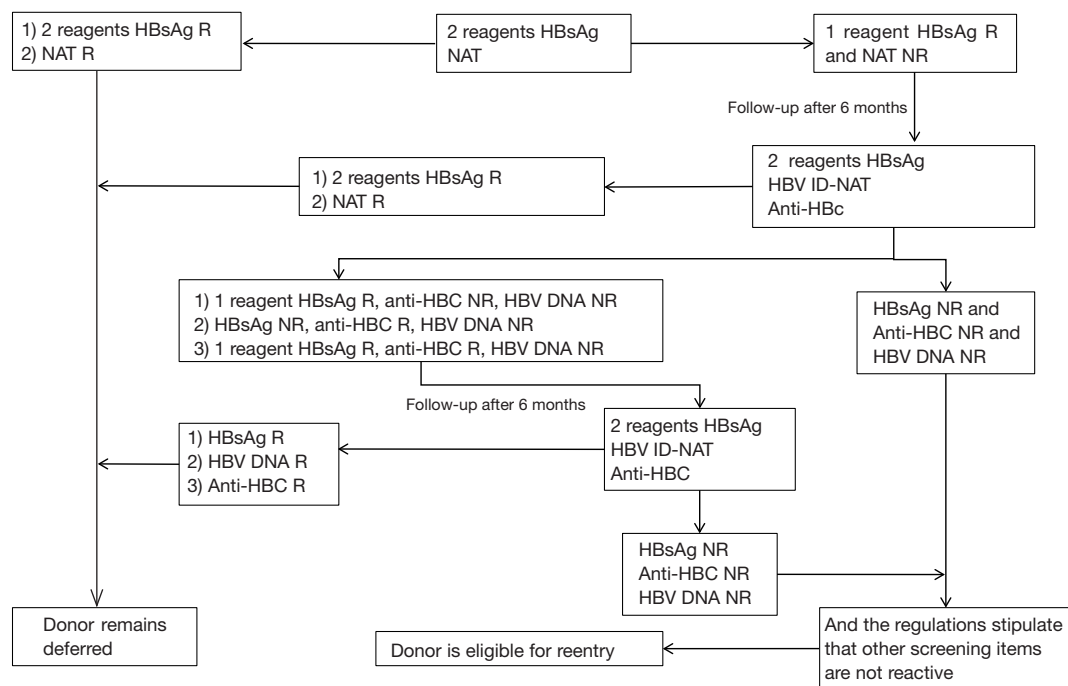 1) 2 reagents HBsAg R
2) NAT R
2 reagents HBsAg
NAT
1 reagent HBsAg R
and NAT NR
Follow-up after 6 months
2 reagents HBsAg
HBV ID-NAT
Anti-HBc
1) 2 reagents HBsAg R
2) NAT R
1) 1 reagent HBsAg R, anti-HBC NR, HBV DNA NR
2) HBsAg NR, anti-HBC R, HBV DNA NR
3) 1 reagent HBsAg R, anti-HBC R, HBV DNA NR
HBsAg NR and
Anti-HBC NR and
HBV DNA NR
Follow-up after 6 months
2 reagents HBsAg
HBV ID-NAT
Anti-HBC
1) HBsAg R
2) HBV DNA R
3) Anti-HBC R
HBsAg NR
Anti-HBC NR
HBV DNA NR
Donor remains
deferred
Donor is eligible for reentry
And the regulations stipulate
that other screening items
are not reactive